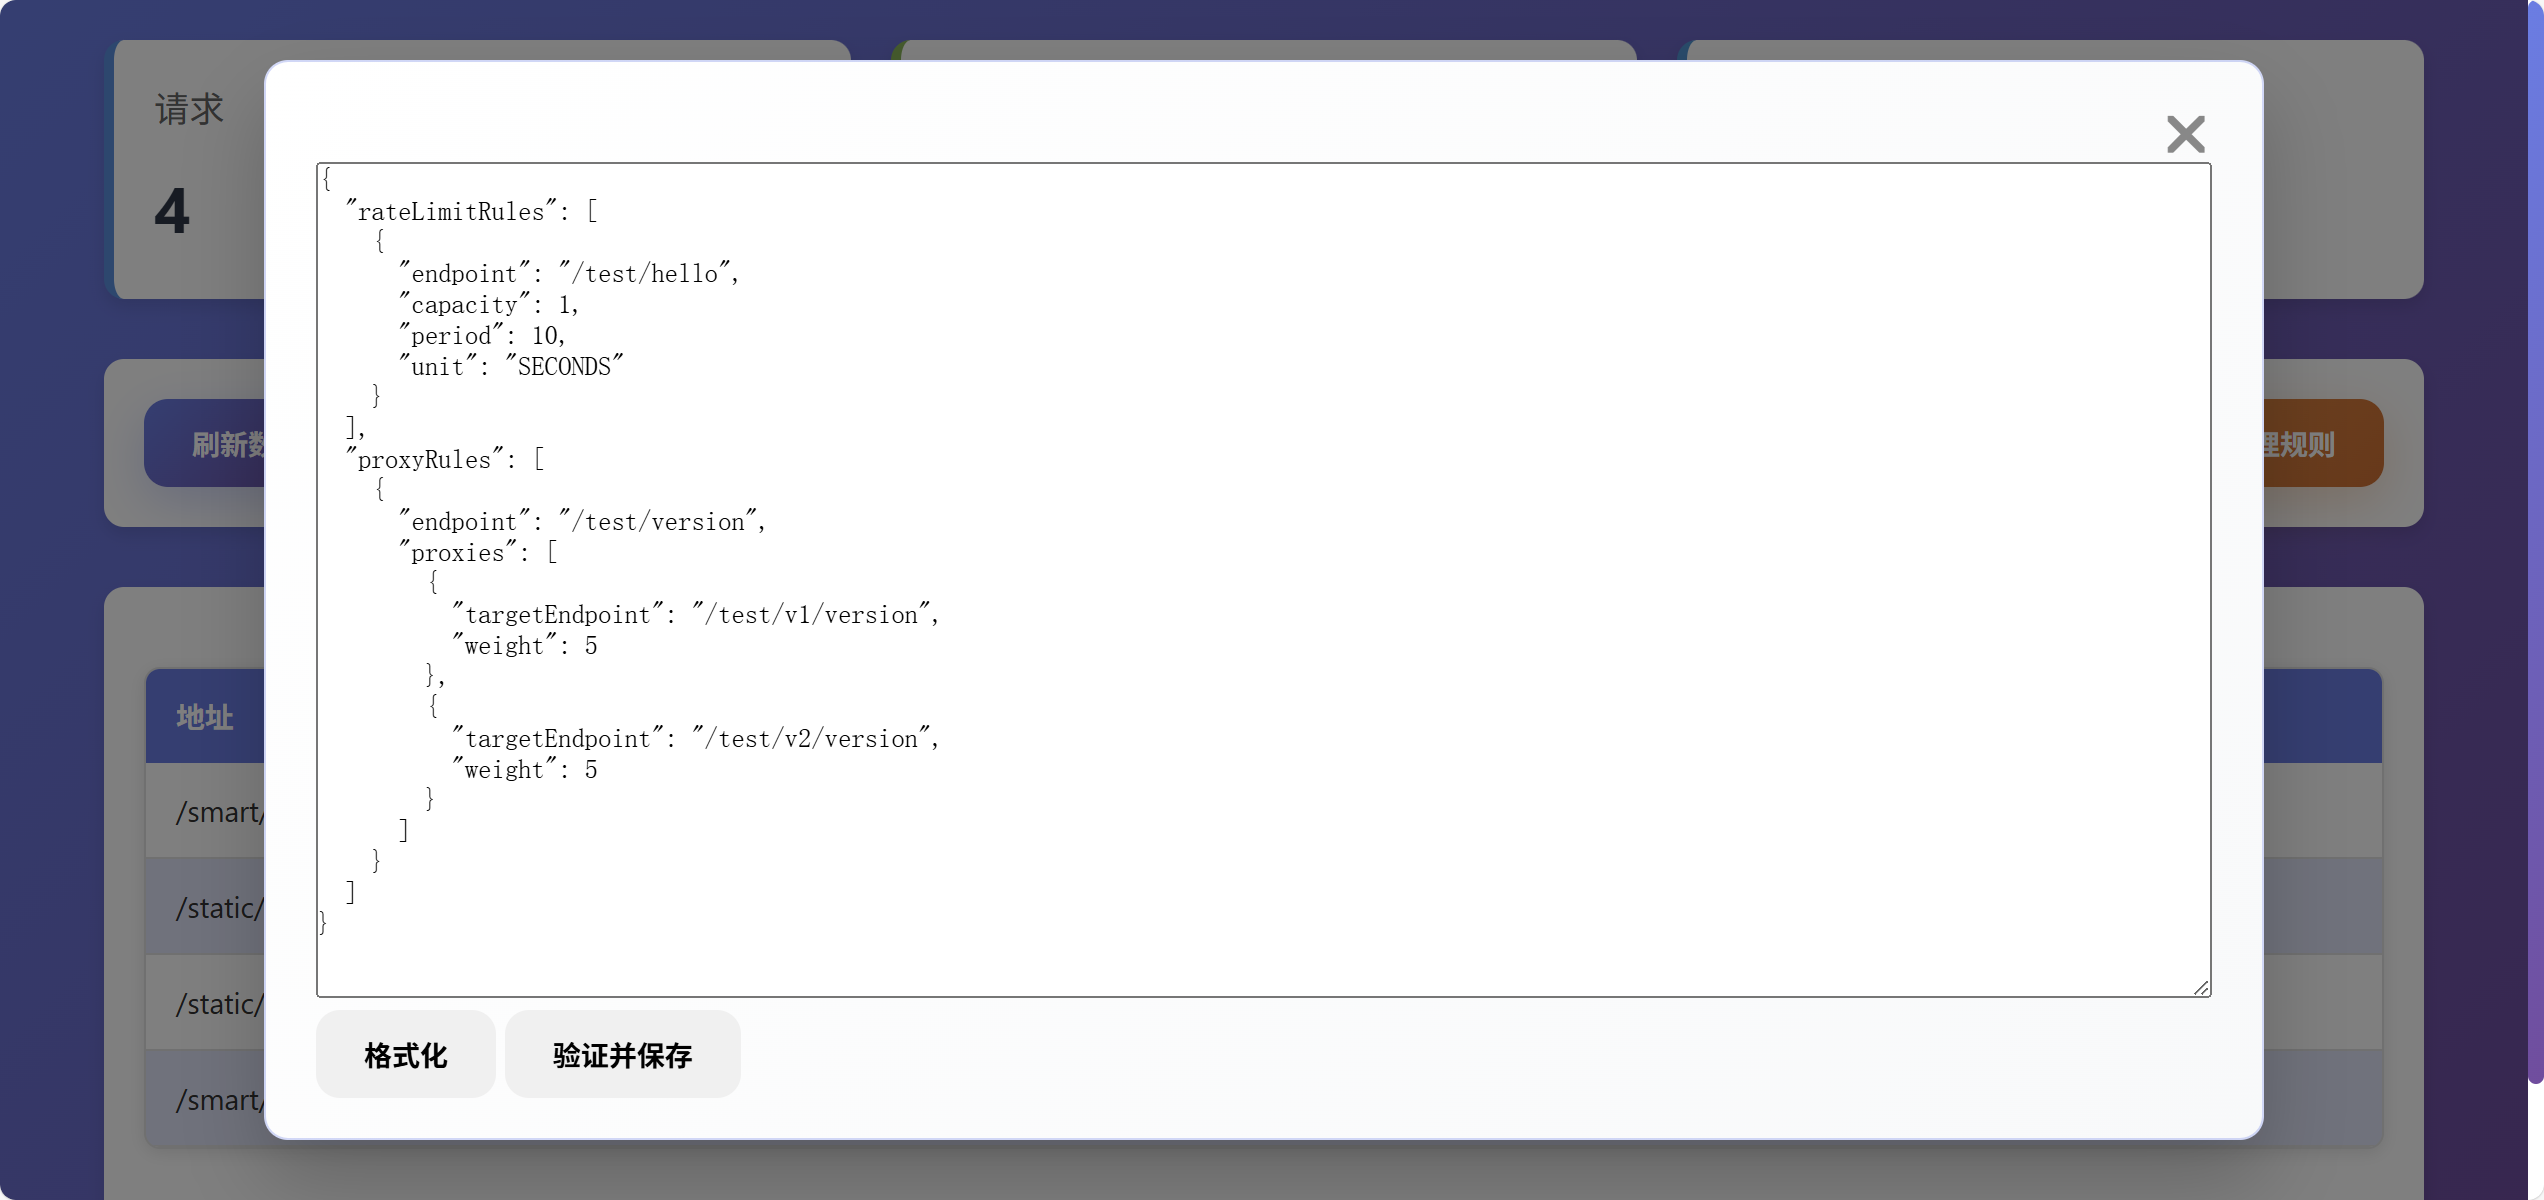 请求
4
{
"rateLimitRules": [
{
"endpoint": "/test/hello",
"capacity": 1,
"period": 10,
"unit": "SECONDS"
}
],
"proxyRules": [
{
"endpoint": "/test/version",
"proxies": [
{
"targetEndpoint": "/test/v1/version",
"weight": 5
},
{
"targetEndpoint": "/test/v2/version",
"weight": 5
}
]
}
]
}
格式化 验证并保存
刷新
规则
地址
/smart/
/static/
/static/
/smart/